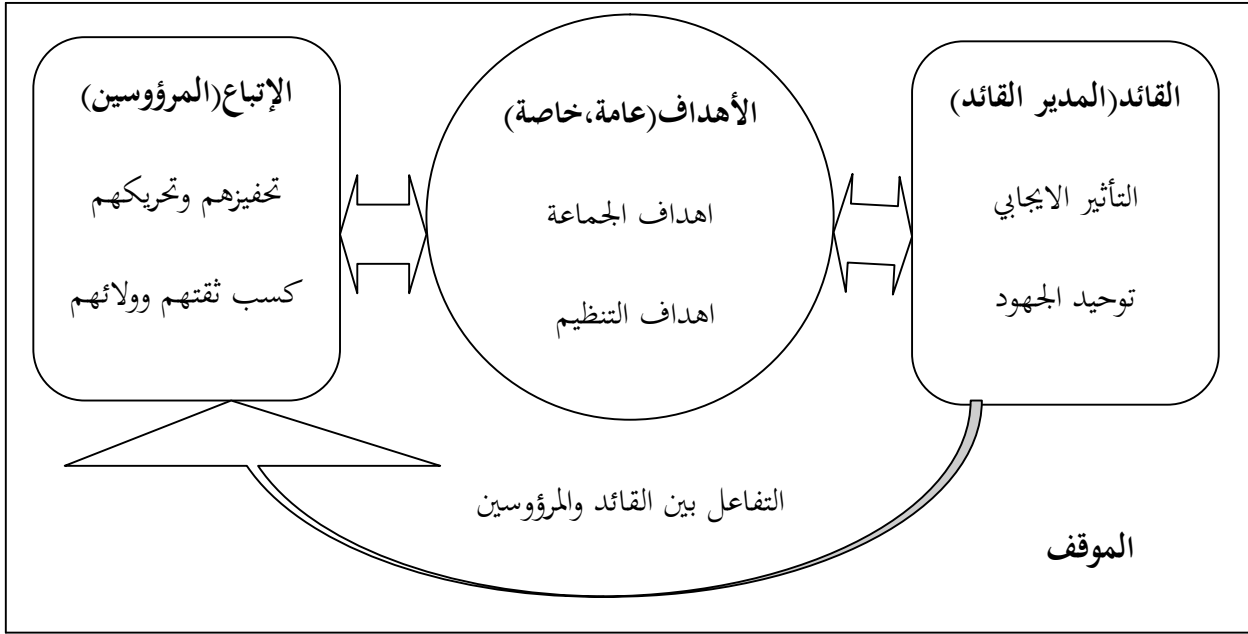 القائد(المدير القائد)
التأثير الايجابي
توحيد الجهود
الأهداف(عامة،خاصة)
اهداف الجماعة
اهداف التنظيم
الإتباع(المرؤوسين)
تحفيزهم وتحريكهم
كسب ثقتهم وولائهم
التفاعل بين القائد والمرؤوسين
الموقف